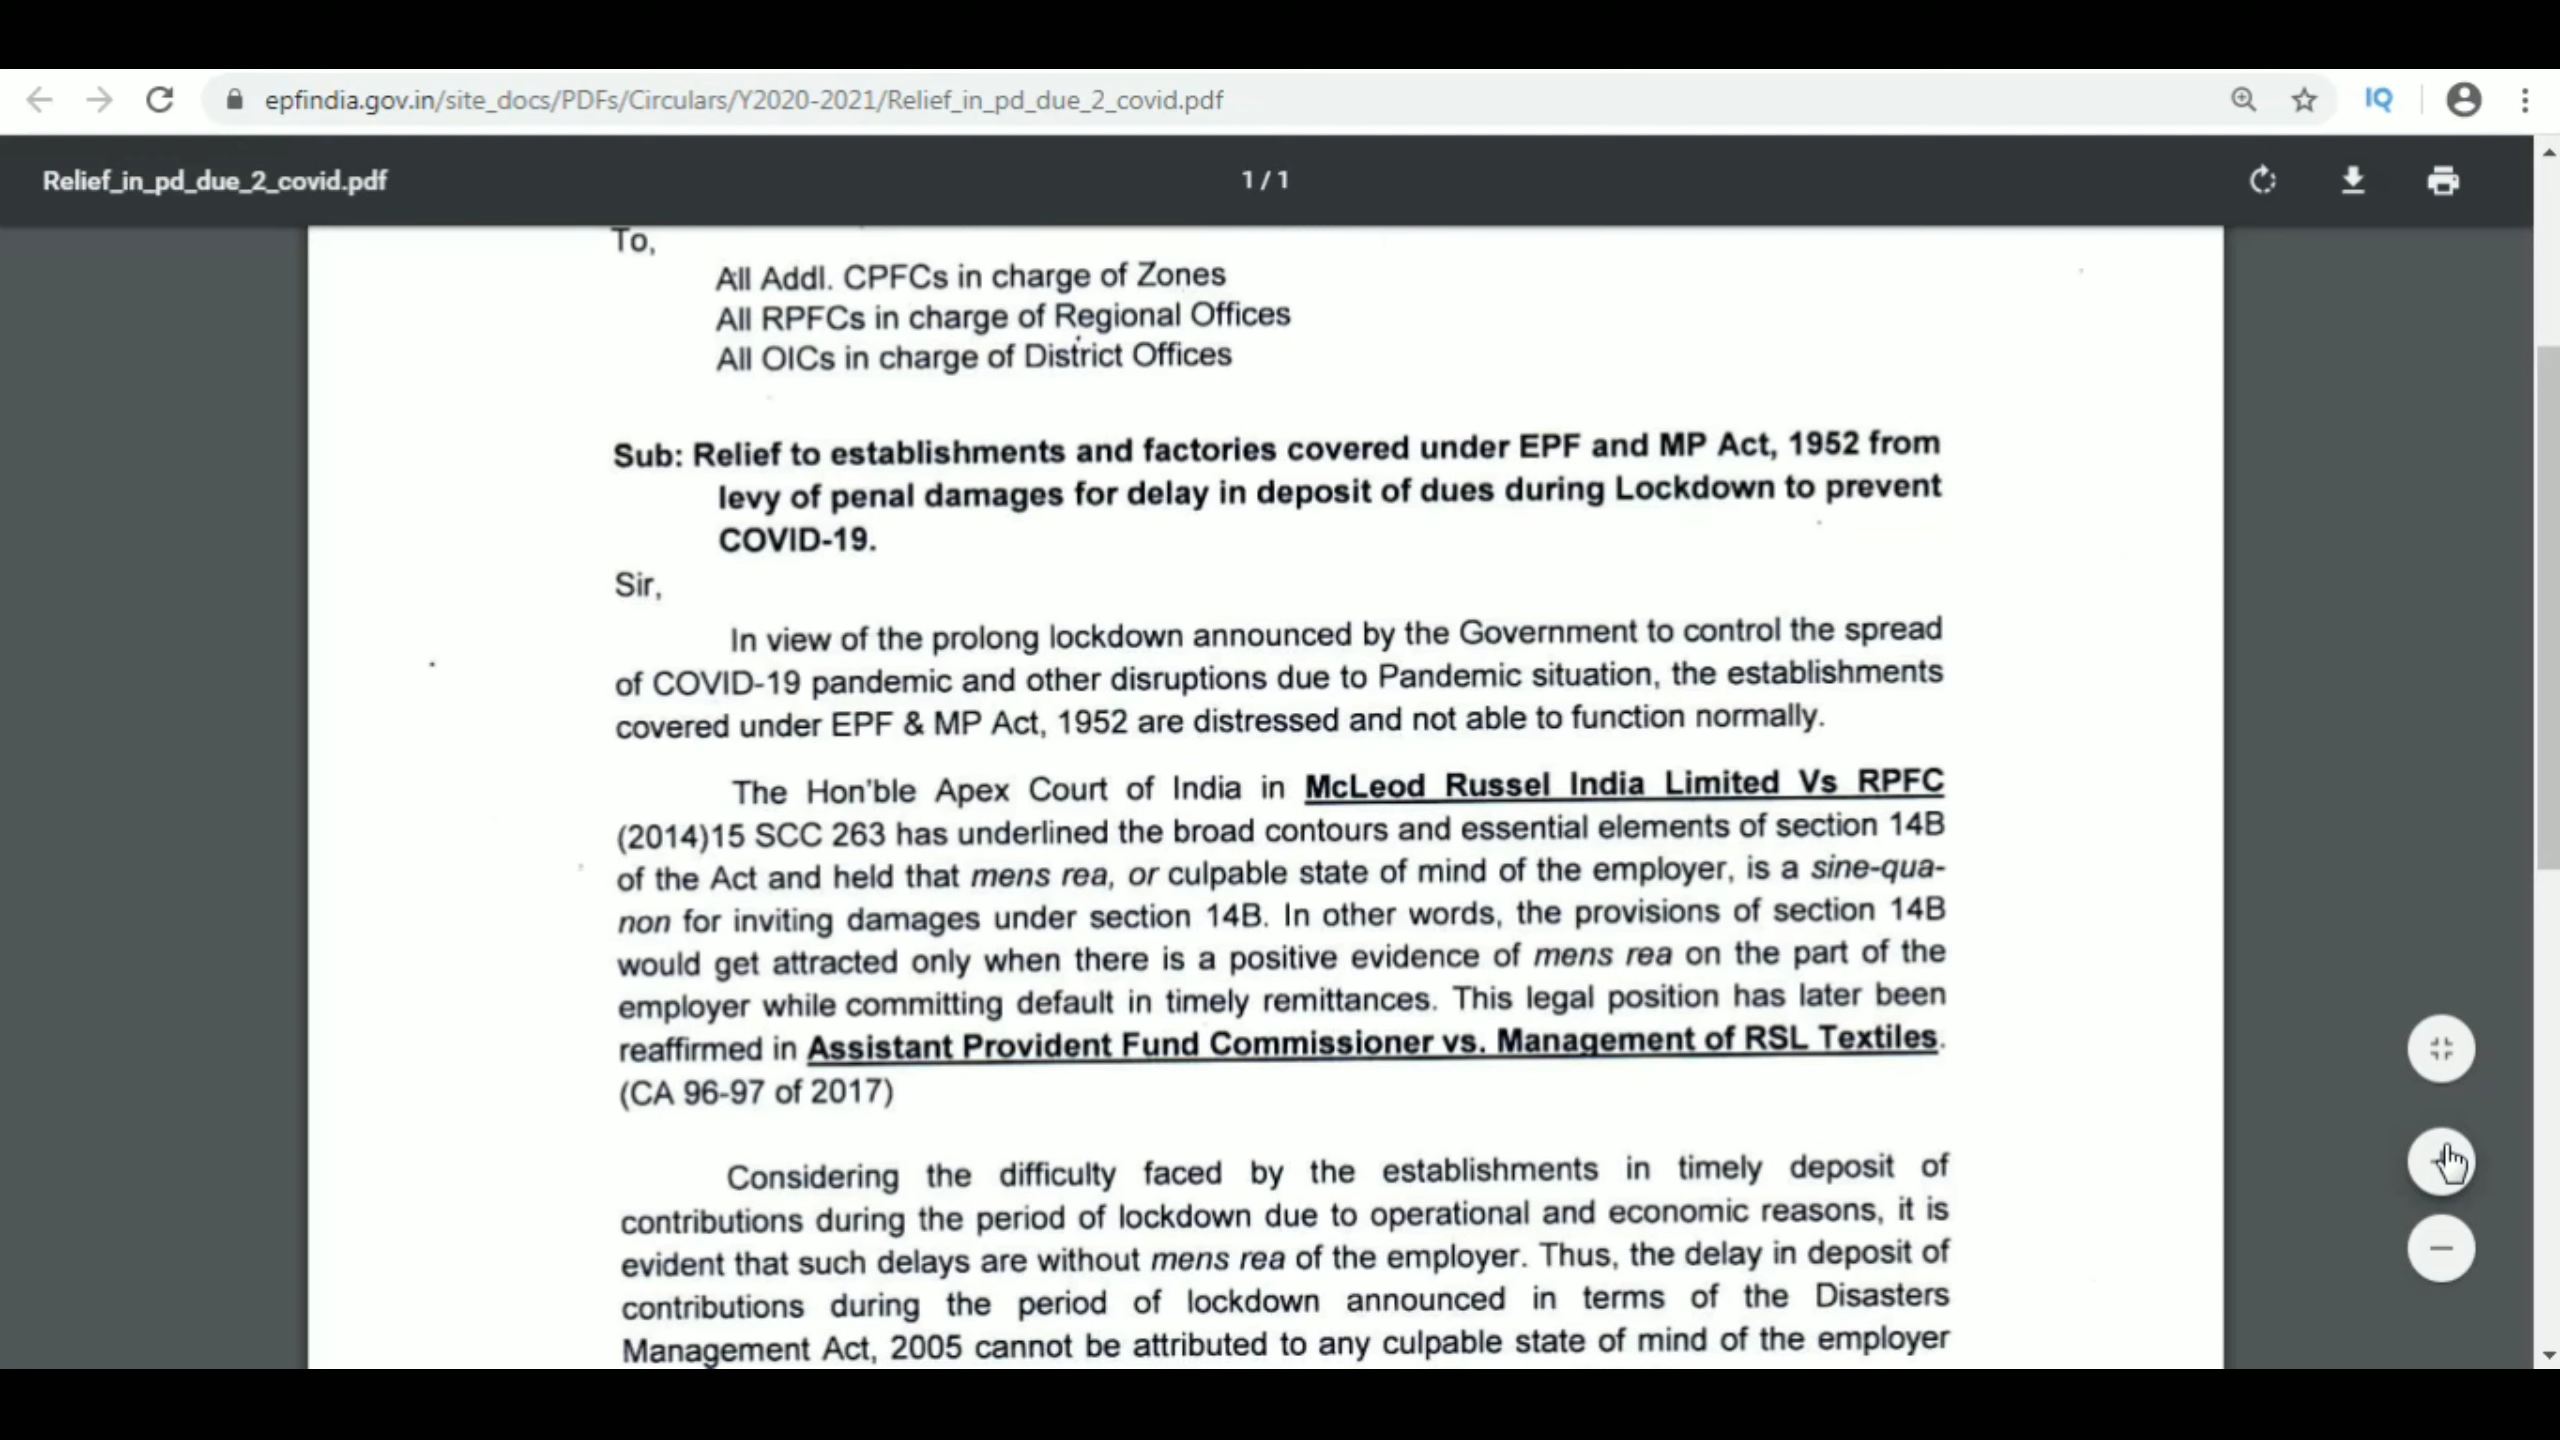 epfindia.gov.in/site_docs/PDFs/Circulars/Y2020-2021/Relief_in_pd_due_2_covid.pdf
IQ
Relief_in_pd_due_2_covid.pdf
1 / 1
To,
All Addl. CPFCs in charge of Zones
All RPFCs in charge of Regional Offices
All OICs in charge of District Offices
Sub: Relief to establishments and factories covered under EPF and MP Act, 1952 from
levy of penal damages for delay in deposit of dues during Lockdown to prevent
COVID-19.
Sir,
In view of the prolong lockdown announced by the Government to control the spread
of COVID-19 pandemic and other disruptions due to Pandemic situation, the establishments
covered under EPF & MP Act, 1952 are distressed and not able to function normally.
The Hon'ble Apex Court of India in McLeod Russel India Limited Vs RPFC
(2014)15 SCC 263 has underlined the broad contours and essential elements of section 14B
of the Act and held that mens rea, or culpable state of mind of the employer, is a sine-qua-
non for inviting damages under section 14B. In other words, the provisions of section 14B
would get attracted only when there is a positive evidence of mens rea on the part of the
employer while committing default in timely remittances. This legal position has later been
reaffirmed in Assistant Provident Fund Commissioner vs. Management of RSL Textiles.
(CA 96-97 of 2017)
Considering the difficulty faced by the establishments in timely deposit of
contributions during the period of lockdown due to operational and economic reasons, it is
evident that such delays are without mens rea of the employer. Thus, the delay in deposit of
contributions during the period of lockdown announced in terms of the Disasters
Management Act, 2005 cannot be attributed to any culpable state of mind of the employer